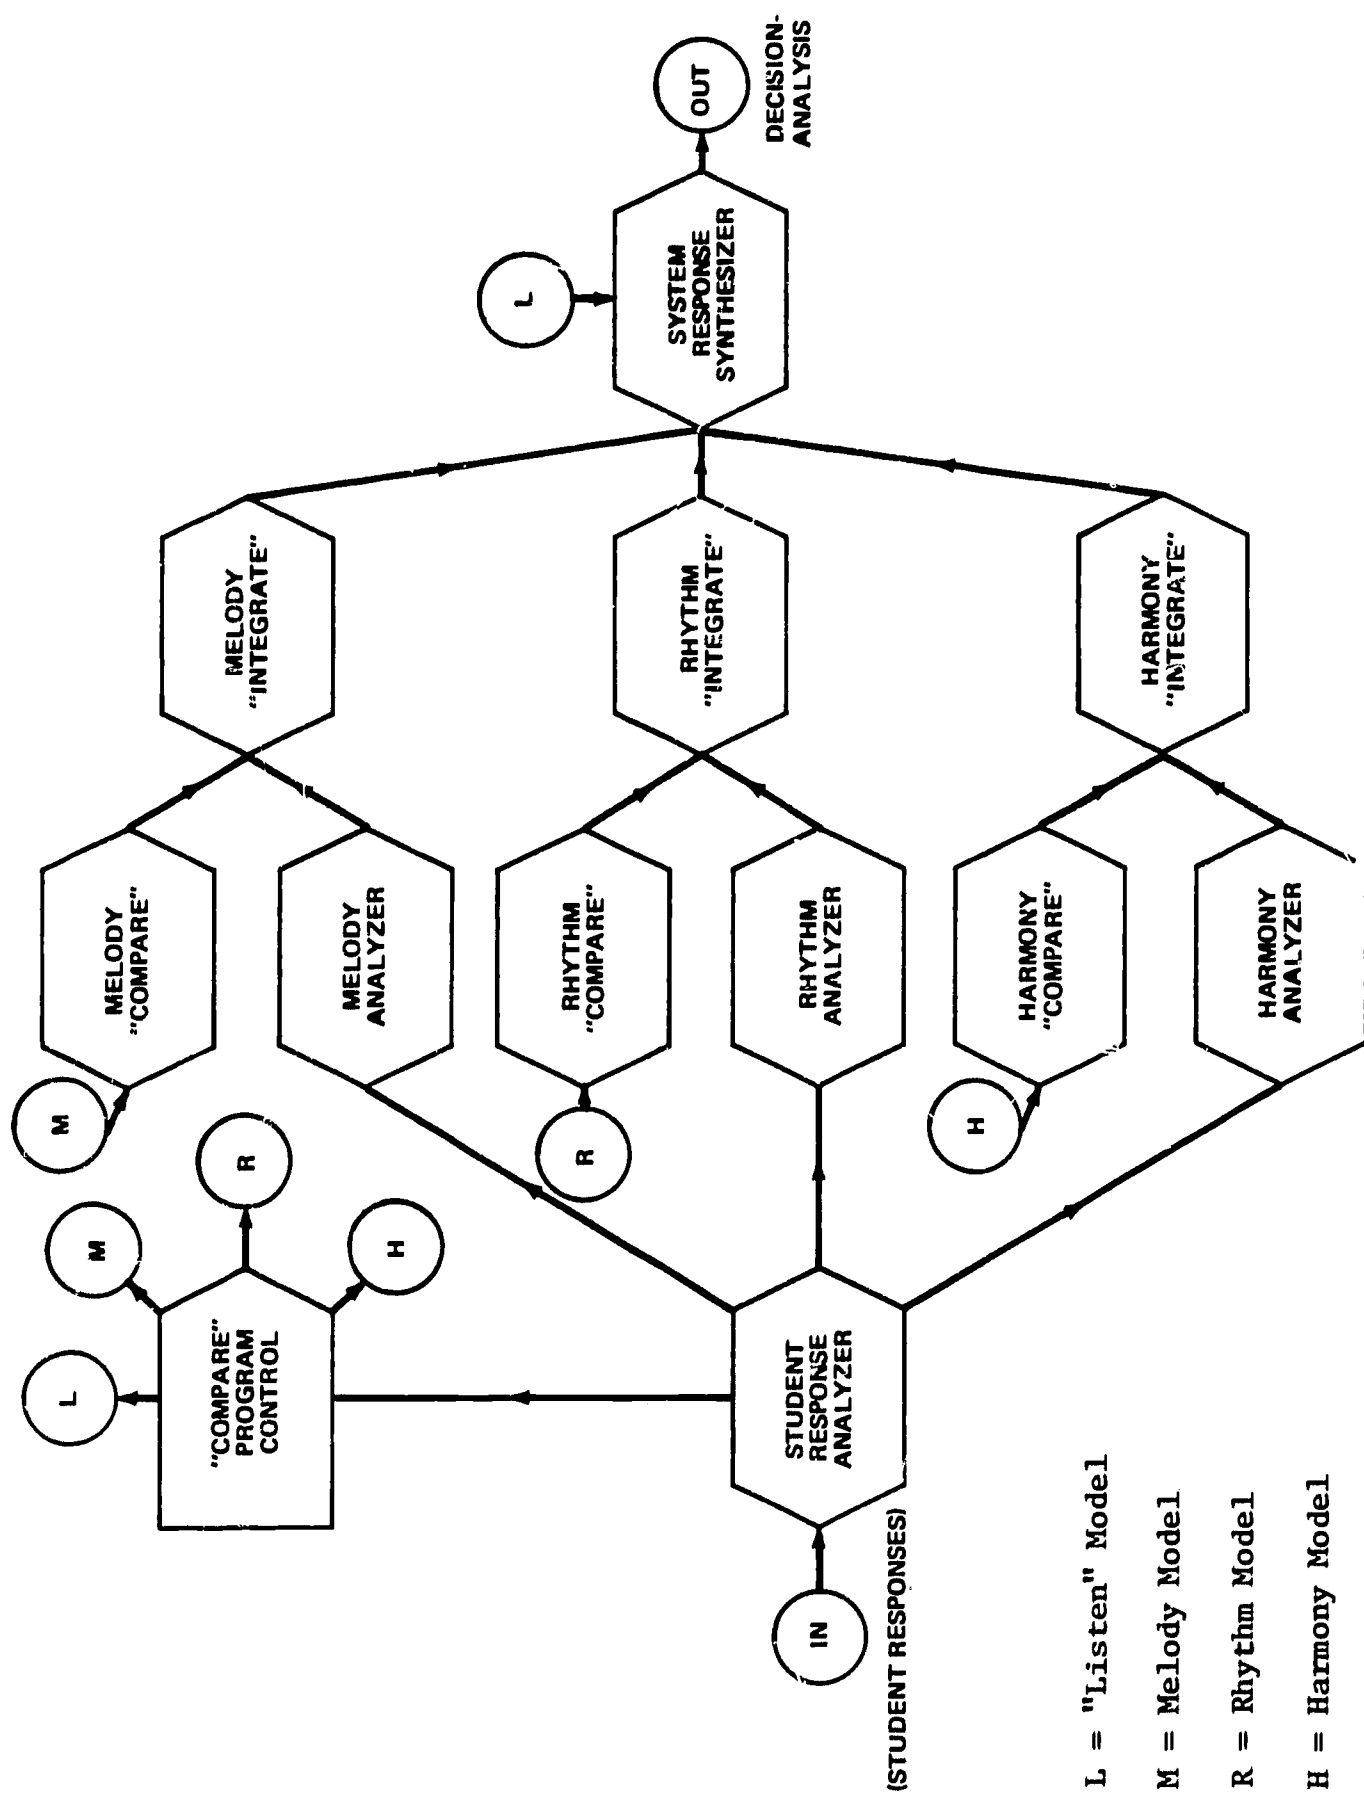 L
M
R
H
"COMPARE"
PROGRAM
CONTROL
M
MELODY
"COMPARE"
MELODY
ANALYZER
MELODY
"INTEGRATE"
R
RHYTHM
"COMPARE"
RHYTHM
ANALYZER
RHYTHM
"INTEGRATE"
L
SYSTEM
RESPONSE
SYNTHESIZER
OUT
DECISION-
ANALYSIS
IN
(STUDENT RESPONSES)
STUDENT
RESPONSE
ANALYZER
H
HARMONY
"COMPARE"
HARMONY
ANALYZER
HARMONY
"INTEGRATE"
L = "Listen" Model
M = Melody Model
R = Rhythm Model
H = Harmony Model